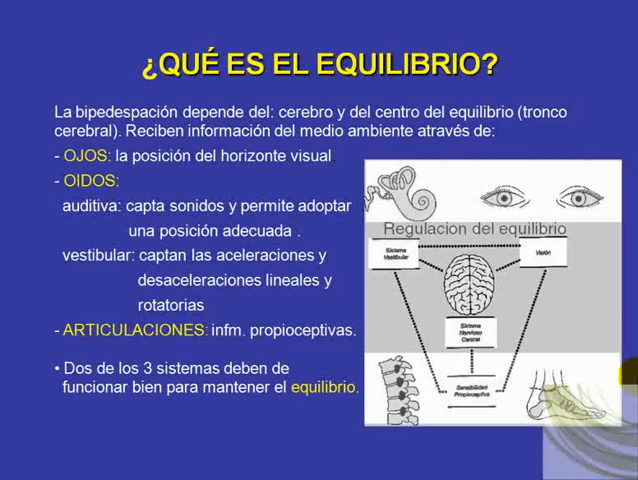 ¿QUÉ ES EL EQUILIBRIO?
La bipedespación depende del: cerebro y del centro del equilibrio (tronco
cerebral). Reciben información del medio ambiente através de:
- OJOS: la posición del horizonte visual
- OIDOS:
auditiva: capta sonidos y permite adoptar
una posición adecuada .
vestibular: captan las aceleraciones y
desaceleraciones lineales y
rotatorias
- ARTICULACIONES: infm. propioceptivas.
• Dos de los 3 sistemas deben de
funcionar bien para mantener el equilibrio.
Regulacion del equilibrio
Sistema
Vestibular
Visión
Sistema
Nervioso
Central
Sensibilidad
Propioceptiva